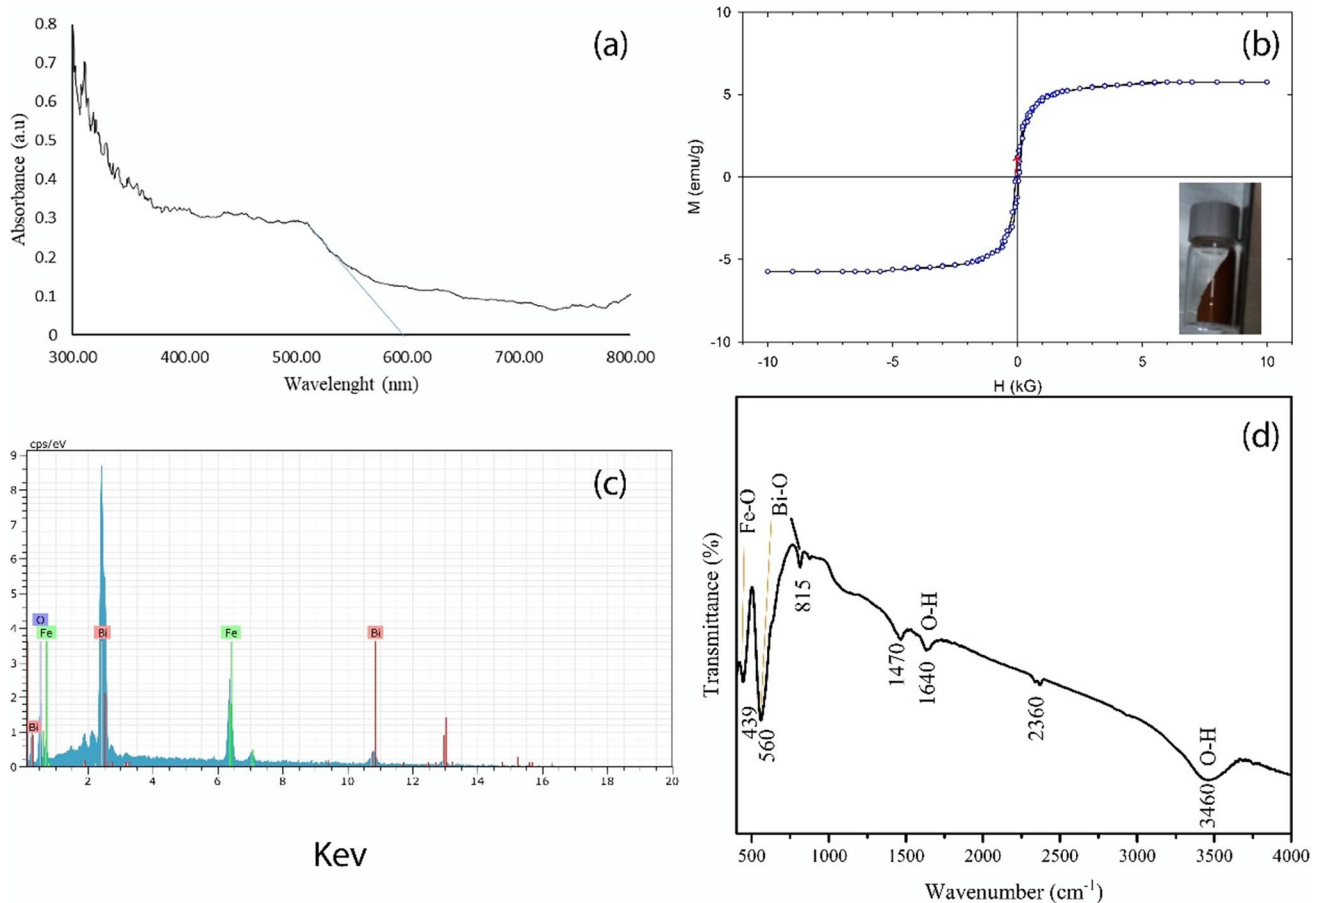 (a)
0.8
0.7
0.6
0.5
0.4
0.3
0.2
0.1
0
Absorbance (a.u)
300.00 400.00 500.00 600.00 700.00 800.00
Wavelenght (nm)
(b)
10
5
0
-5
-10
M (emu/g)
-10 -5 0 5 10
H (kG)
(c)
cps/eV
9
8
7
6
5
4
3
2
1
0
O
Fe
Bi
Bi
Fe
Bi
2 4 6 8 10 12 14 16 18 20
Kev
(d)
Transmittance (%)
Fe-O
Bi-O
439
560
815
1470
1640
O-H
2360
3460
O-H
500 1000 1500 2000 2500 3000 3500 4000
Wavenumber (cm⁻¹)